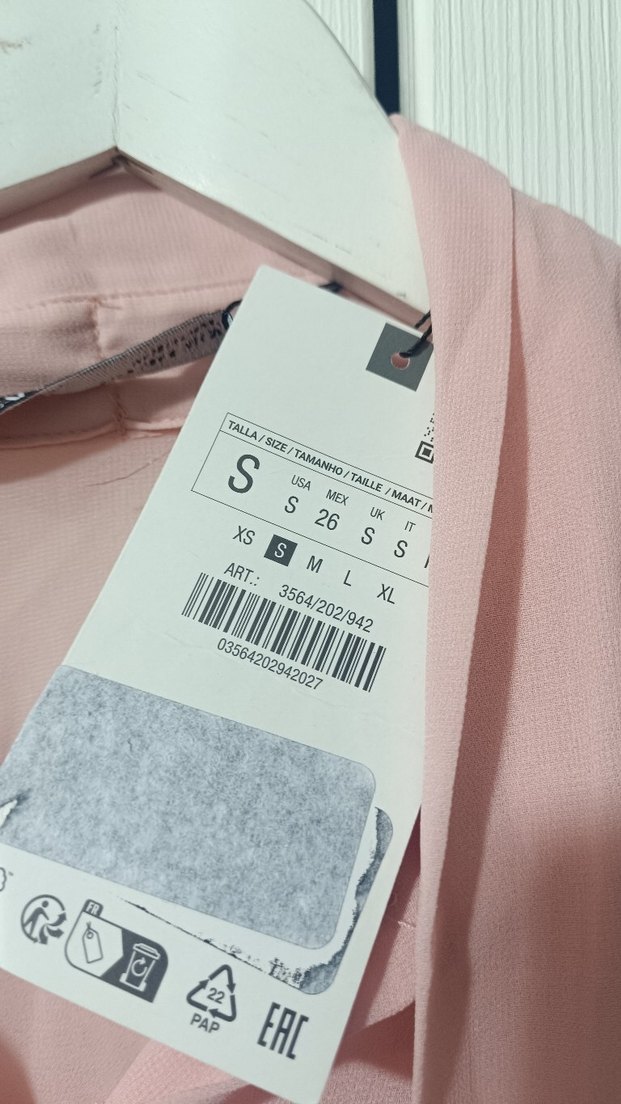 TALLA / SIZE / TAMANHO / TAILLE / MAAT /
S
USA MEX UK IT
S 26 S S
XS S M L XL
ART.: 3564/202/942
03564202942027
FR
22
PAP
EAC